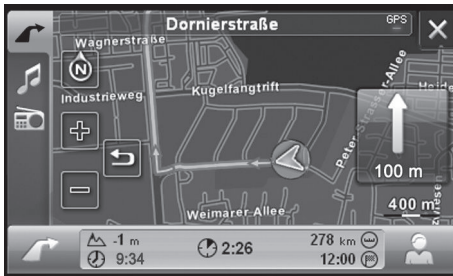 Dornierstraße
GPS
Wagnerstraße
N
Industrieweg
Kugelfangtrift
Peter-Strasser-Allee
Heide
100 m
400 m
Weimarer Allee
-1 m
9:34
2:26
278 km
12:00